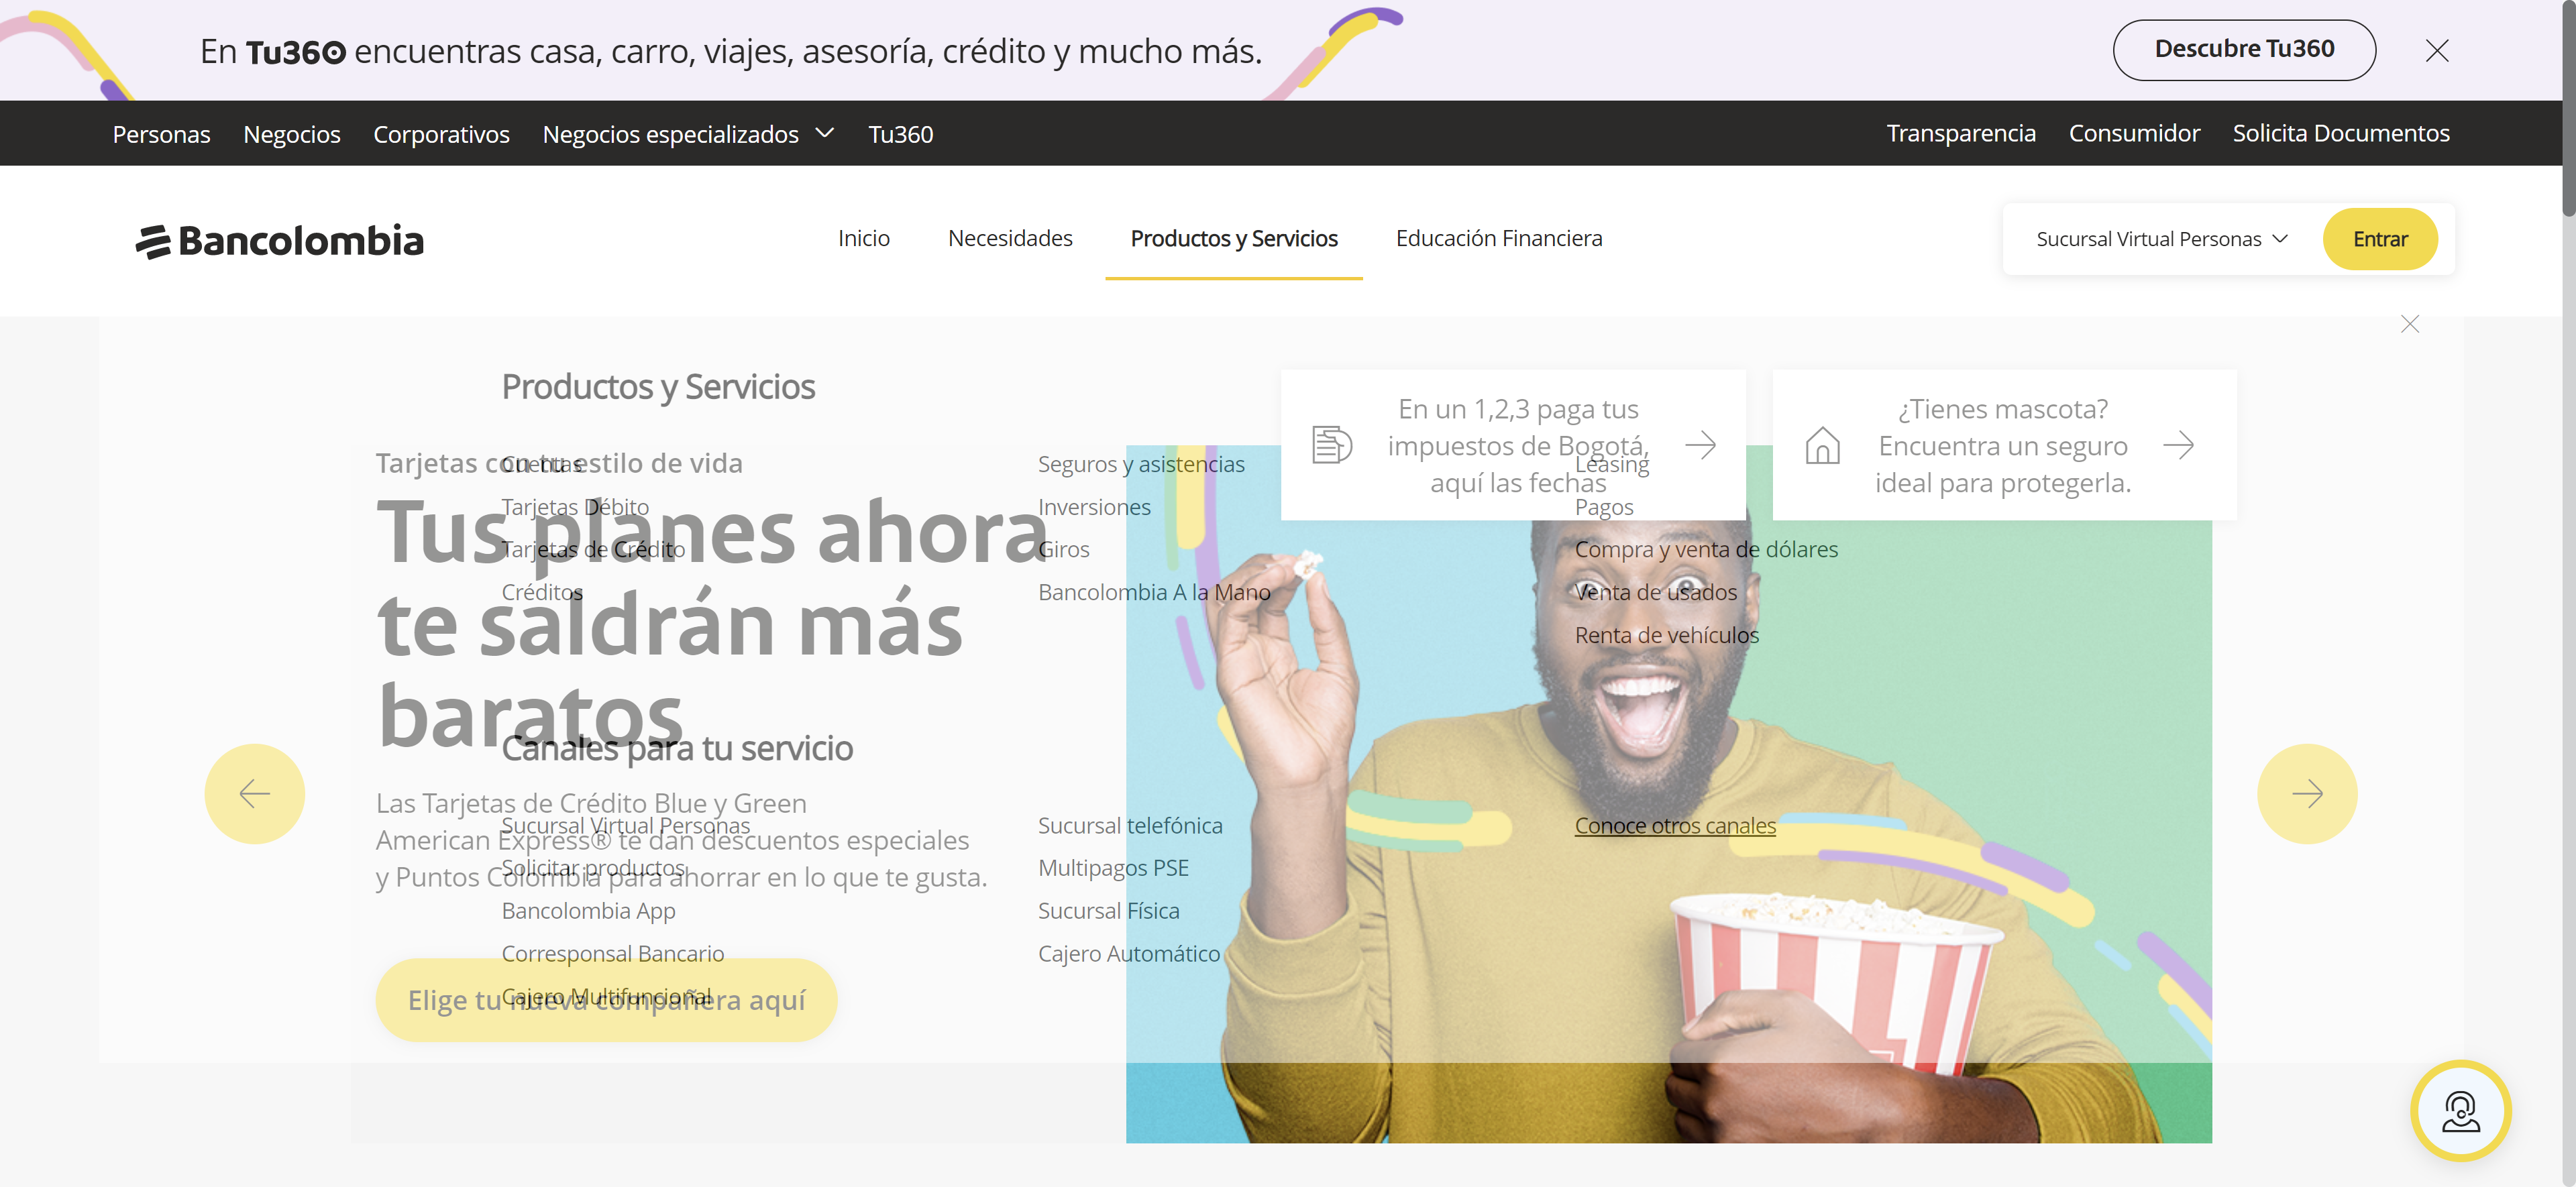 En Tu360 encuentras casa, carro, viajes, asesoría, crédito y mucho más.
Descubre Tu360
Personas
Negocios
Corporativos
Negocios especializados
Tu360
Transparencia
Consumidor
Solicita Documentos
Bancolombia
Inicio
Necesidades
Productos y Servicios
Educación Financiera
Sucursal Virtual Personas
Entrar
Productos y Servicios
Cuentas
Tarjetas Débito
Tarjetas de Crédito
Créditos
Seguros y asistencias
Inversiones
Giros
Bancolombia A la Mano
Leasing
Pagos
Compra y venta de dólares
Venta de usados
Renta de vehículos
En un 1,2,3 paga tus
impuestos de Bogotá,
aquí las fechas
¿Tienes mascota?
Encuentra un seguro
ideal para protegerla.
Tarjetas con tu estilo de vida
Tus planes ahora
te saldrán más
baratos
Las Tarjetas de Crédito Blue y Green
American Express® te dan descuentos especiales
y Puntos Colombia para ahorrar en lo que te gusta.
Elige tu nueva compañera aquí
Canales para tu servicio
Sucursal Virtual Personas
Solicitar productos
Bancolombia App
Corresponsal Bancario
Cajero Multifuncional
Sucursal telefónica
Multipagos PSE
Sucursal Física
Cajero Automático
Conoce otros canales